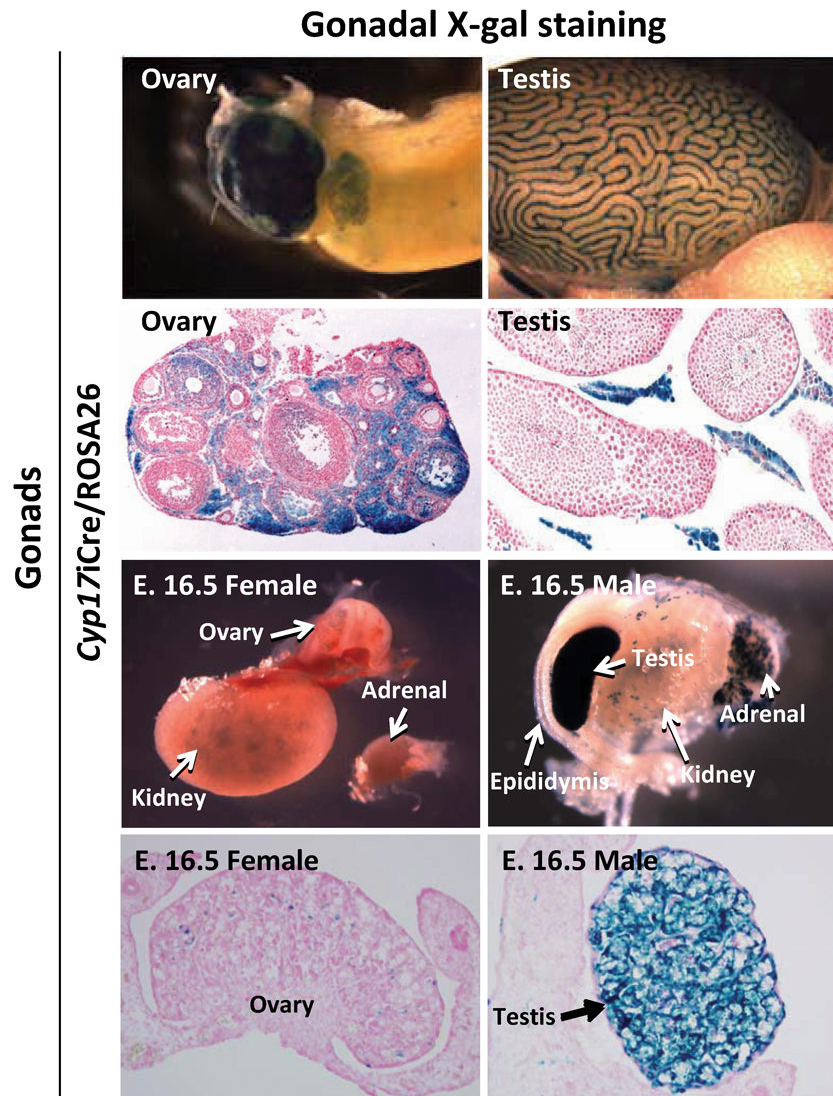 Gonadal X-gal staining
Gonads
Cyp17iCre/ROSA26
Ovary
Testis
Ovary
Testis
E. 16.5 Female
Ovary
Adrenal
Kidney
E. 16.5 Male
Testis
Adrenal
Epididymis
Kidney
E. 16.5 Female
Ovary
E. 16.5 Male
Testis